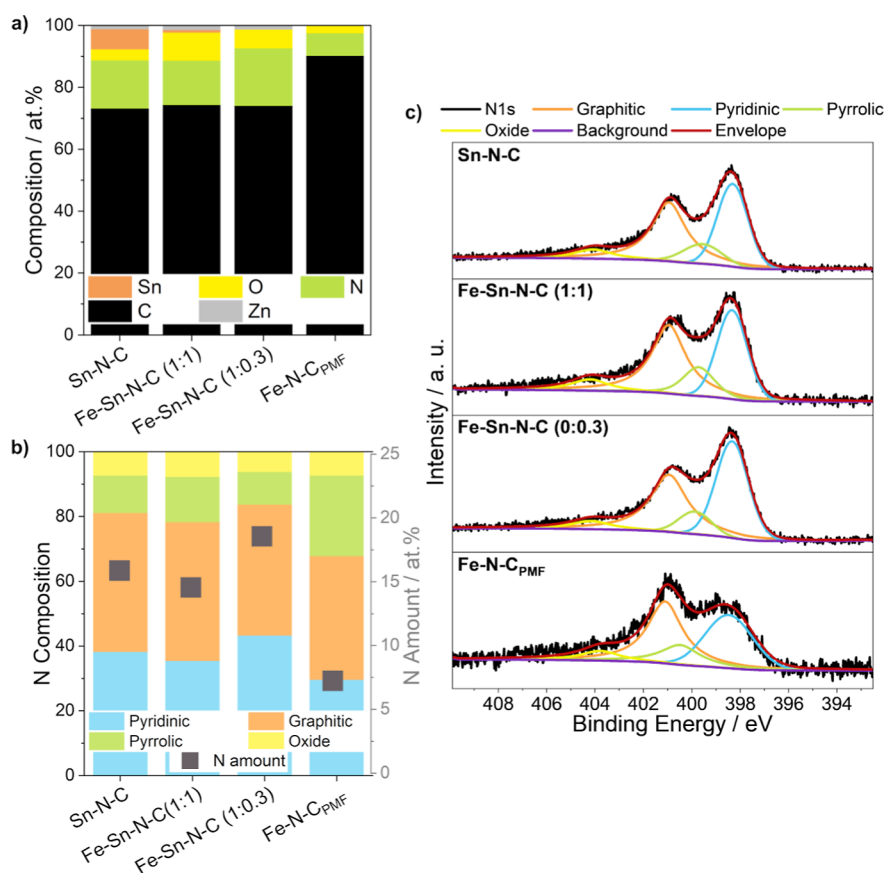 a)
Composition / at.%
100
80
60
40
20
0
Sn O N
C Zn
Sn-N-C
Fe-Sn-N-C (1:1)
Fe-Sn-N-C (1:0.3)
Fe-N-CPMF
b)
N Composition
100
80
60
40
20
0
N Amount / at.%
25
20
15
10
5
0
Pyridinic Graphitic
Pyrrolic Oxide
N amount
Sn-N-C
Fe-Sn-N-C(1:1)
Fe-Sn-N-C (1:0.3)
Fe-N-CPMF
c)
N1s Graphitic Pyridinic Pyrrolic
Oxide Background Envelope
Intensity / a. u.
Sn-N-C
Fe-Sn-N-C (1:1)
Fe-Sn-N-C (0:0.3)
Fe-N-CPMF
408 406 404 402 400 398 396 394
Binding Energy / eV